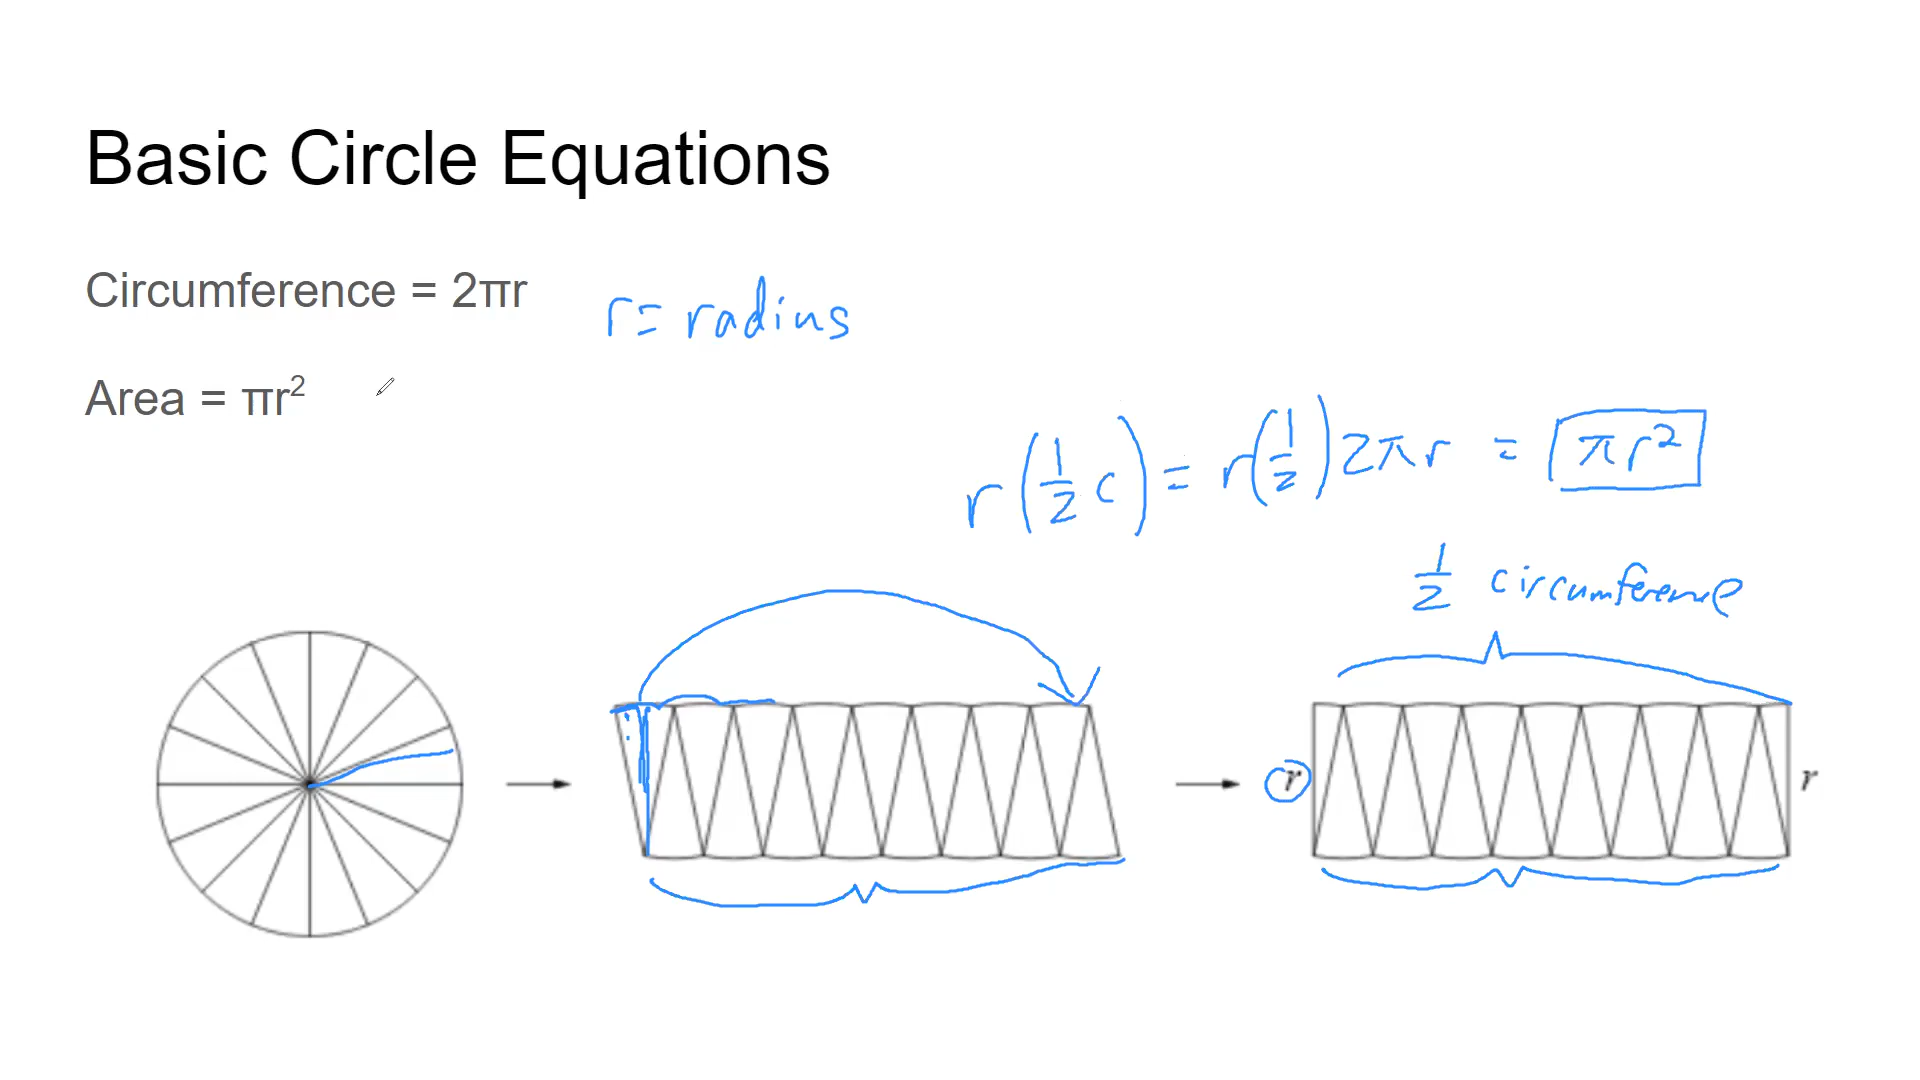 Basic Circle Equations
Circumference = 2πr
r = radius
Area = πr²
r(½c) = r(½)2πr = πr²
½ circumference
r
r